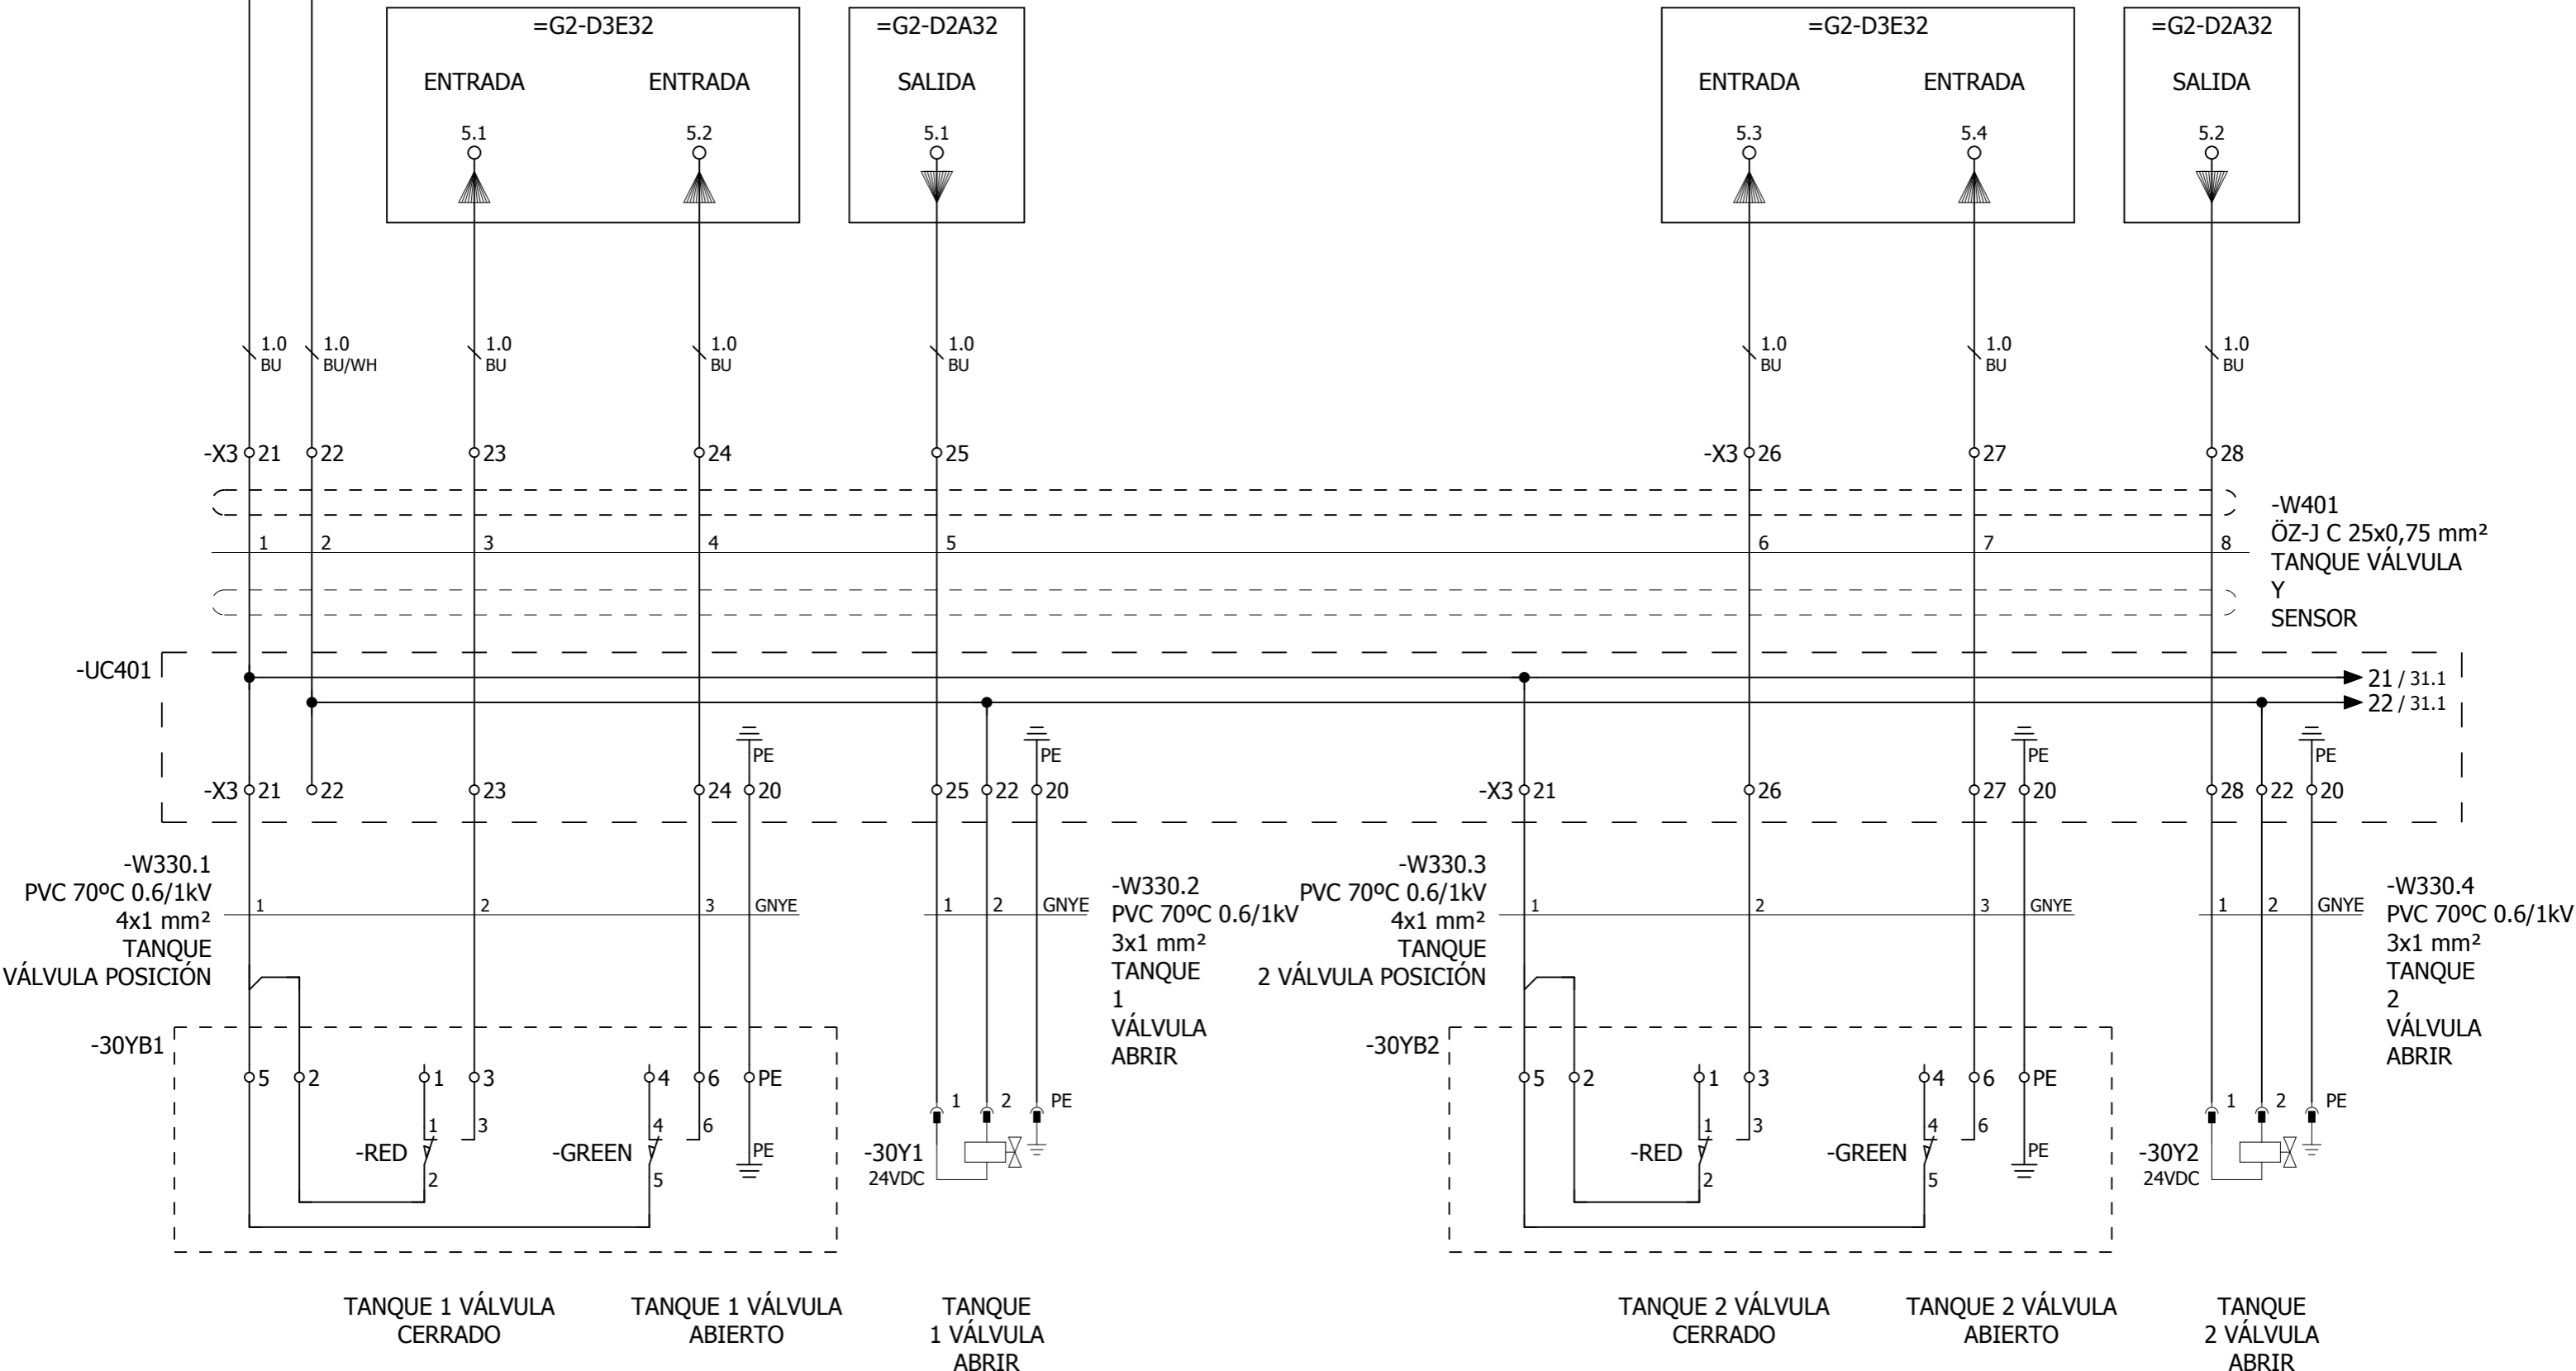 =G2-D3E32
=G2-D2A32
=G2-D3E32
=G2-D2A32
ENTRADA
ENTRADA
SALIDA
ENTRADA
ENTRADA
SALIDA
5.1
5.2
5.1
5.3
5.4
5.2
1.0
BU
1.0
BU/WH
1.0
BU
1.0
BU
1.0
BU
1.0
BU
1.0
BU
1.0
BU
-X3 21 22 23 24 25 -X3 26 27 28
-W401
ÖZ-J C 25x0,75 mm²
TANQUE VÁLVULA
Y
SENSOR
1 2 3 4 5 6 7 8
-UC401
21 / 31.1
22 / 31.1
PE PE PE PE
-X3 21 22 23 24 20 25 22 20 -X3 21 26 27 20 28 22 20
-W330.1
PVC 70ºC 0.6/1kV
4x1 mm²
TANQUE
VÁLVULA POSICIÓN
1 2 3 GNYE
1 2 GNYE
-W330.2
PVC 70ºC 0.6/1kV
3x1 mm²
TANQUE
1
VÁLVULA
ABRIR
-W330.3
PVC 70ºC 0.6/1kV
4x1 mm²
TANQUE
2 VÁLVULA POSICIÓN
1 2 3 GNYE
1 2 GNYE
-W330.4
PVC 70ºC 0.6/1kV
3x1 mm²
TANQUE
2
VÁLVULA
ABRIR
-30YB1
5 2 1 3 4 6 PE
1 3 4 6
-RED -GREEN PE
2 5
1 2 PE
-30Y1
24VDC
-30YB2
5 2 1 3 4 6 PE
1 3 4 6
-RED -GREEN PE
2 5
1 2 PE
-30Y2
24VDC
TANQUE 1 VÁLVULA
CERRADO
TANQUE 1 VÁLVULA
ABIERTO
TANQUE
1 VÁLVULA
ABRIR
TANQUE 2 VÁLVULA
CERRADO
TANQUE 2 VÁLVULA
ABIERTO
TANQUE
2 VÁLVULA
ABRIR